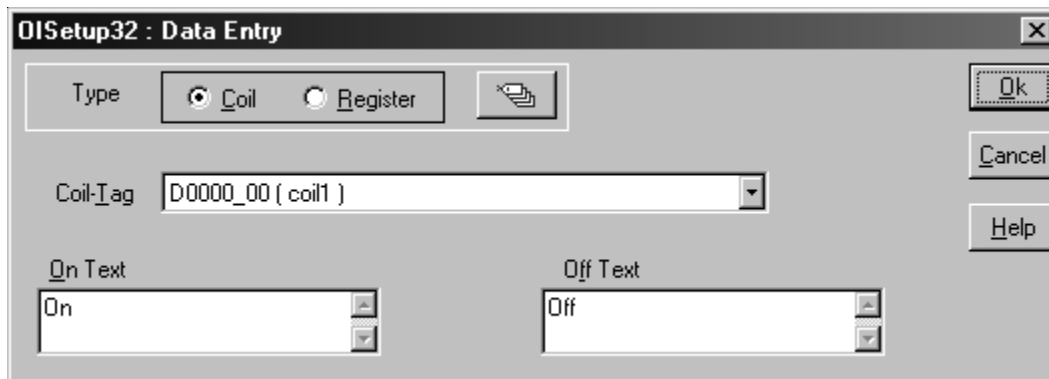 OISetup32 : Data Entry
Type
Coil
Register
Ok
Cancel
Coil-Tag
D0000_00 ( coil1 )
Help
On Text
Off Text
On
Off